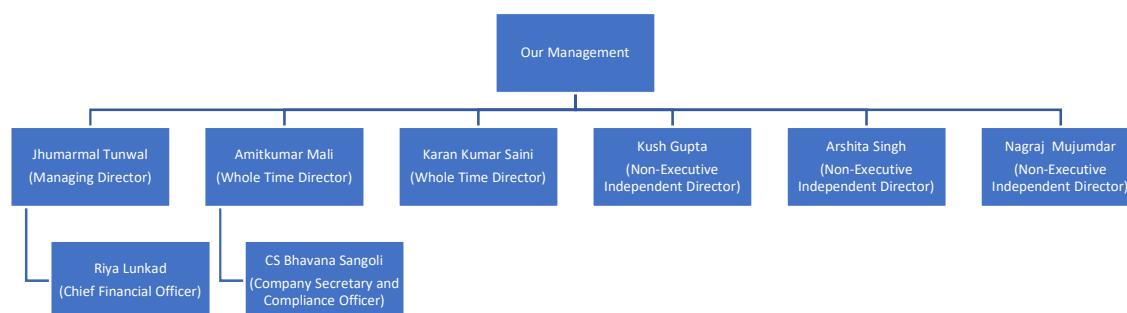 Our Management
Jhumarmal Tunwal
(Managing Director)
Amitkumar Mali
(Whole Time Director)
Karan Kumar Saini
(Whole Time Director)
Kush Gupta
(Non-Executive
Independent Director)
Arshita Singh
(Non-Executive
Independent Director)
Nagraj Mujumdar
(Non-Executive
Independent Director)
Riya Lunkad
(Chief Financial Officer)
CS Bhavana Sangoli
(Company Secretary and
Compliance Officer)